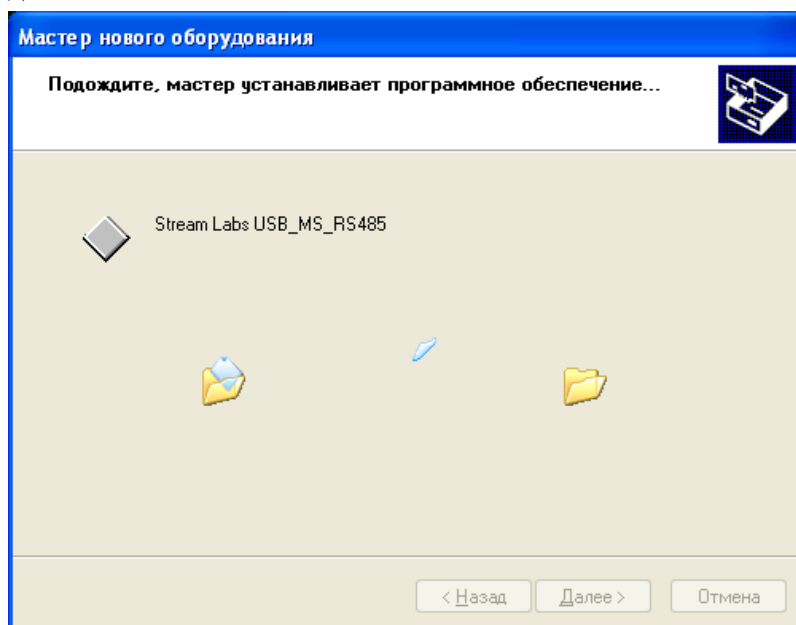 Мастер нового оборудования
Подождите, мастер устанавливает программное обеспечение...
Stream Labs USB_MS_RS485
< Назад
Далее >
Отмена